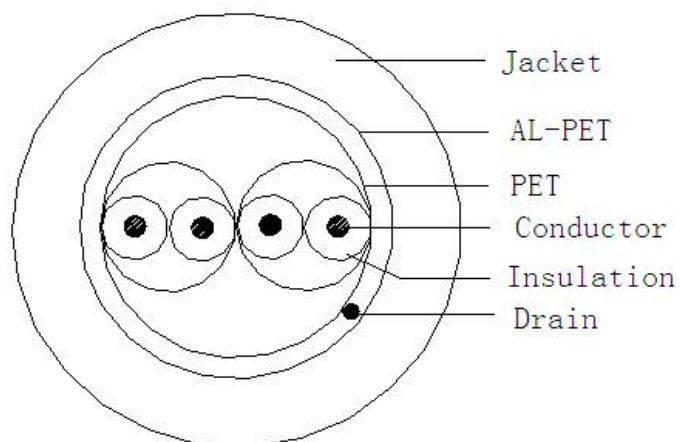 Jacket
AL-PET
PET
Conductor
Insulation
Drain